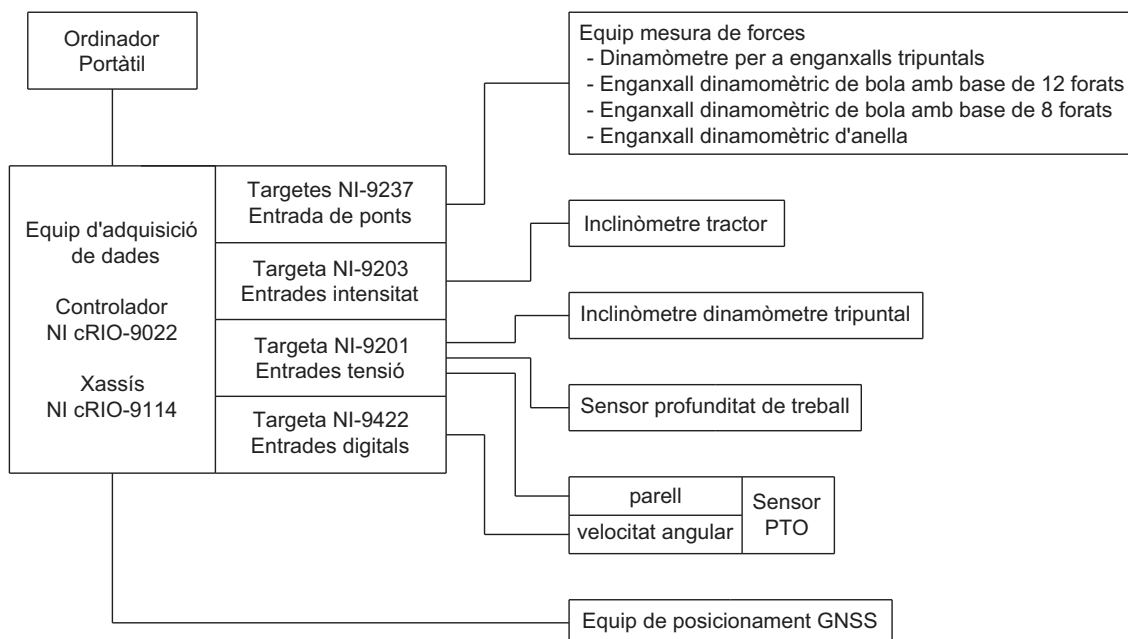 Ordinador
Portàtil
Equip mesura de forces
- Dinamòmetre per a enganxalls tripuntals
- Enganxall dinamomètric de bola amb base de 12 forats
- Enganxall dinamomètric de bola amb base de 8 forats
- Enganxall dinamomètric d'anella
Equip d'adquisició
de dades
Controlador
NI cRIO-9022
Xassís
NI cRIO-9114
Targetes NI-9237
Entrada de ponts
Targeta NI-9203
Entrades intensitat
Targeta NI-9201
Entrades tensió
Targeta NI-9422
Entrades digitals
Inclinòmetre tractor
Inclinòmetre dinamòmetre tripuntal
Sensor profunditat de treball
parell
velocitat angular
Sensor
PTO
Equip de posicionament GNSS